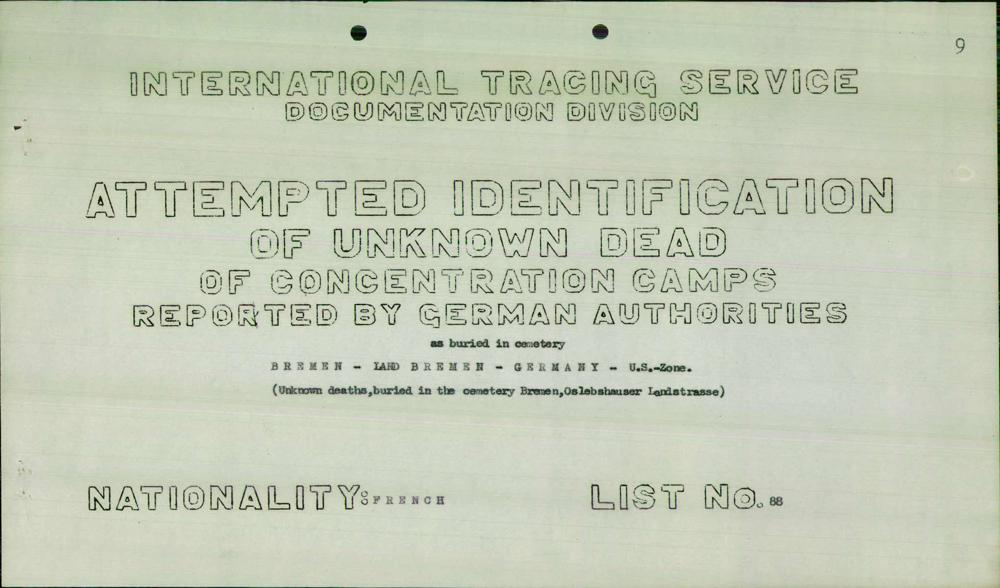 9
INTERNATIONAL TRACING SERVICE
DOCUMENTATION DIVISION
ATTEMPTED IDENTIFICATION
OF UNKNOWN DEAD
OF CONCENTRATION CAMPS
REPORTED BY GERMAN AUTHORITIES
as buried in cemetery
BREMEN - LAND BREMEN - GERMANY - U.S.-Zone.
(Unknown deaths,buried in the cemetery Bremen,Oslebshauser Landstrasse)
NATIONALITY: FRENCH LIST No. 88